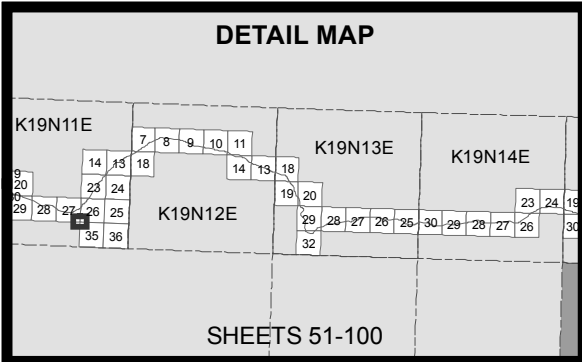 DETAIL MAP
K19N11E
K19N13E
K19N14E
K19N12E
7 8 9 10 11
14 13 18
14 13 18
9
20
23 24
19 20
23 24 19
29 28 27 26 25
29 28 27 26 25 30 29 28 27 26
30
35 36
32
SHEETS 51-100